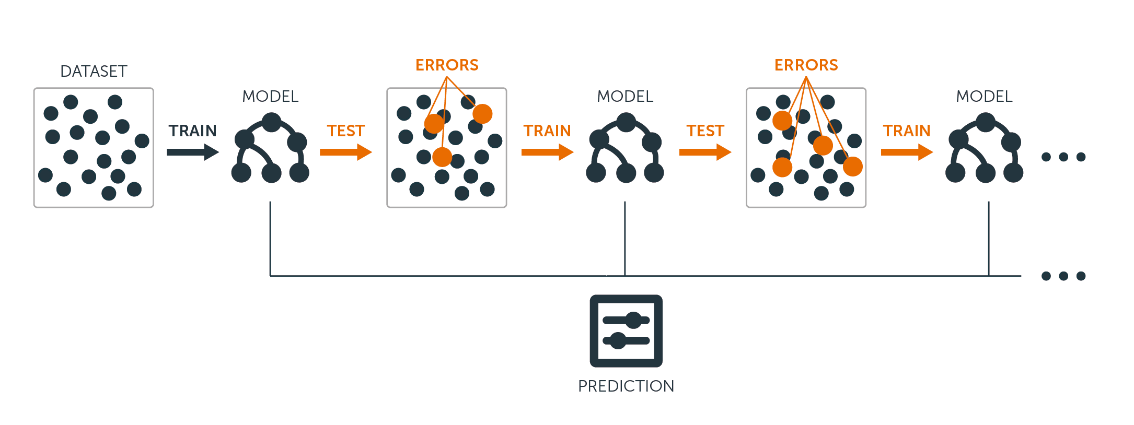 DATASET
TRAIN
MODEL
TEST
ERRORS
TRAIN
MODEL
TEST
ERRORS
TRAIN
MODEL
PREDICTION